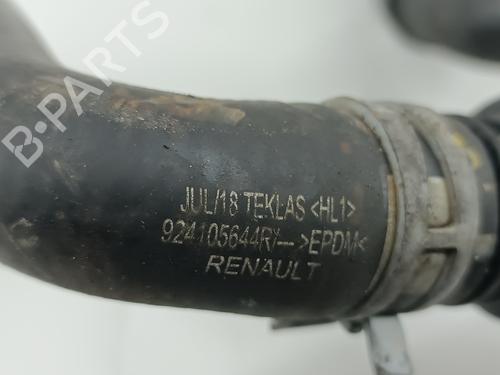 B-PARTS
JUL/18 TEKLAS <HL1>
924105644R/-->EPDM<
RENAULT